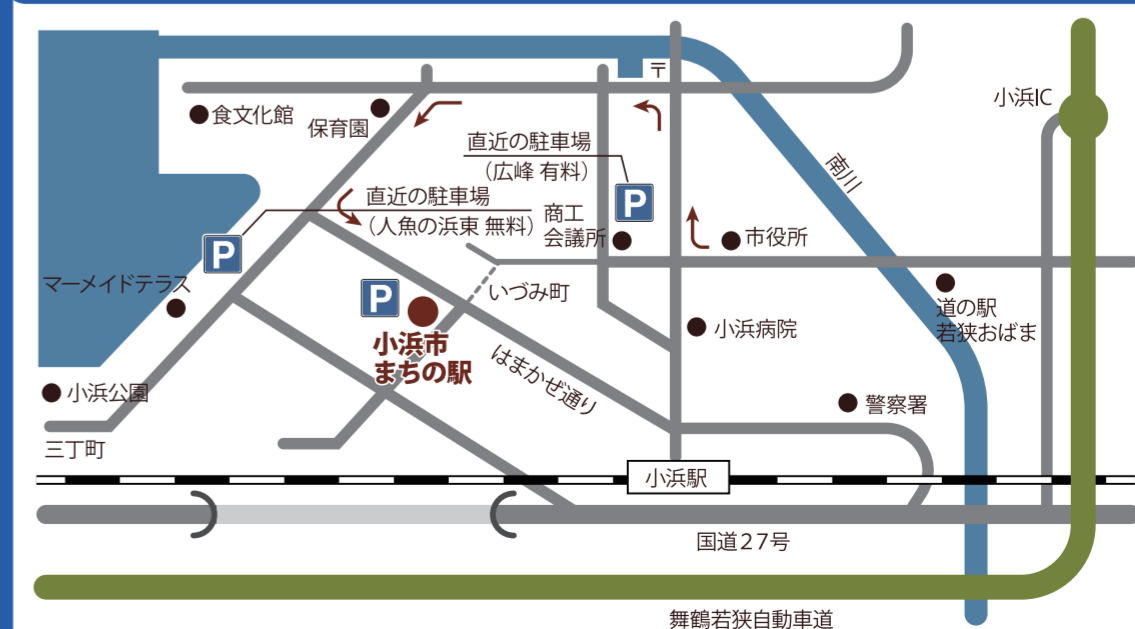 〒
小浜IC
食文化館
保育園
直近の駐車場
（広峰 有料）
P
南川
直近の駐車場
（人魚の浜東 無料）
P
商工
会議所
市役所
マーメイドテラス
P
いづみ町
道の駅
若狭おばま
小浜市
まちの駅
小浜病院
はまかぜ通り
小浜公園
警察署
三丁町
小浜駅
国道27号
舞鶴若狭自動車道